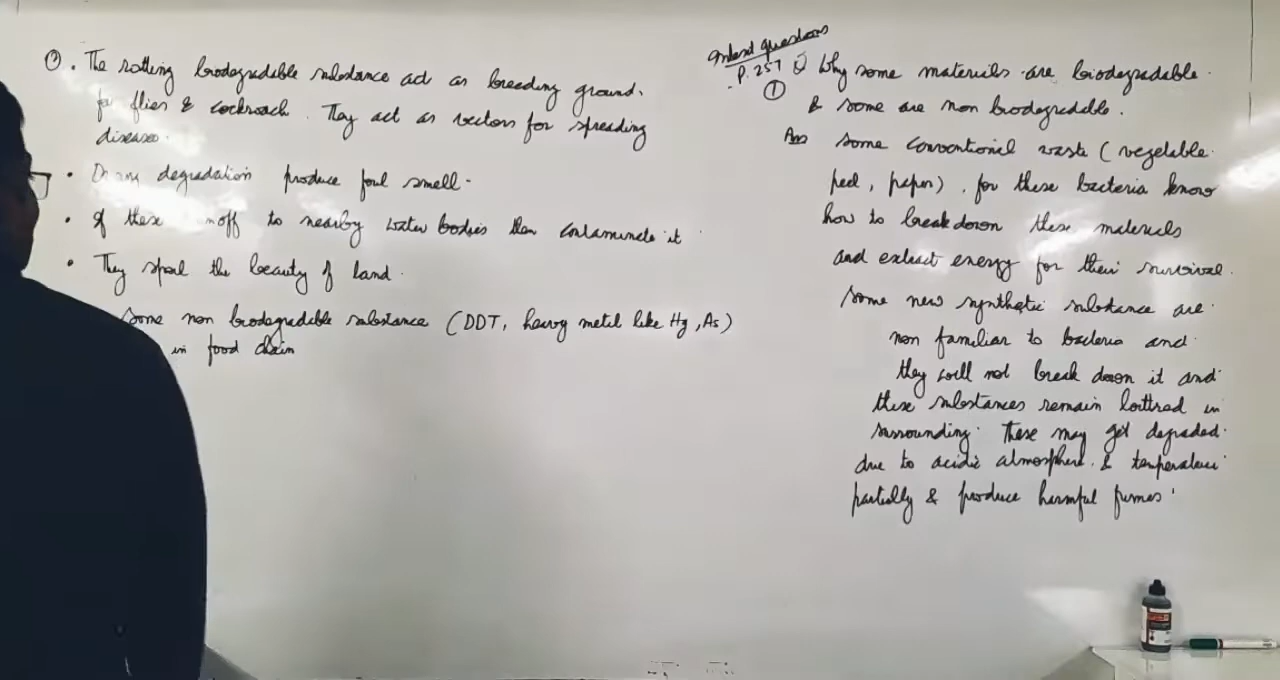 The rotting biodegradable substance act as breeding ground.
for flies & cockroach. They act as vectors for spreading
diseases.
• degradation produce foul smell.
• If these off to nearby water bodies then contaminate it
• They spoil the beauty of land.
Some non biodegradable substance (DDT, heavy metal like Hg, As)
in food chain
Intext questions
P. 257 Why some materials are biodegradable.
① & some are non biodegradable.
Ans Some conventional waste (vegetable
peel, paper), for these bacteria know
how to break down these materials
and extract energy for their survival.
Some new synthetic substance are
non familiar to bacteria and
they will not break down it and
these substances remain in
surrounding. These may get degraded
due to acidic atmosphere & temperature
partially & produce harmful fumes.